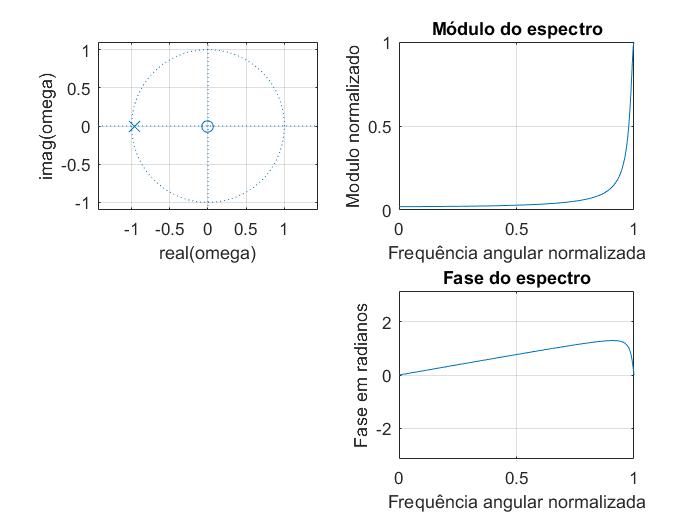 1
0.5
0
-0.5
-1
imag(omega)
-1
-0.5
0
0.5
1
real(omega)
Módulo do espectro
1
0.5
0
Modulo normalizado
0
0.5
1
Frequência angular normalizada
Fase do espectro
2
0
-2
Fase em radianos
0
0.5
1
Frequência angular normalizada